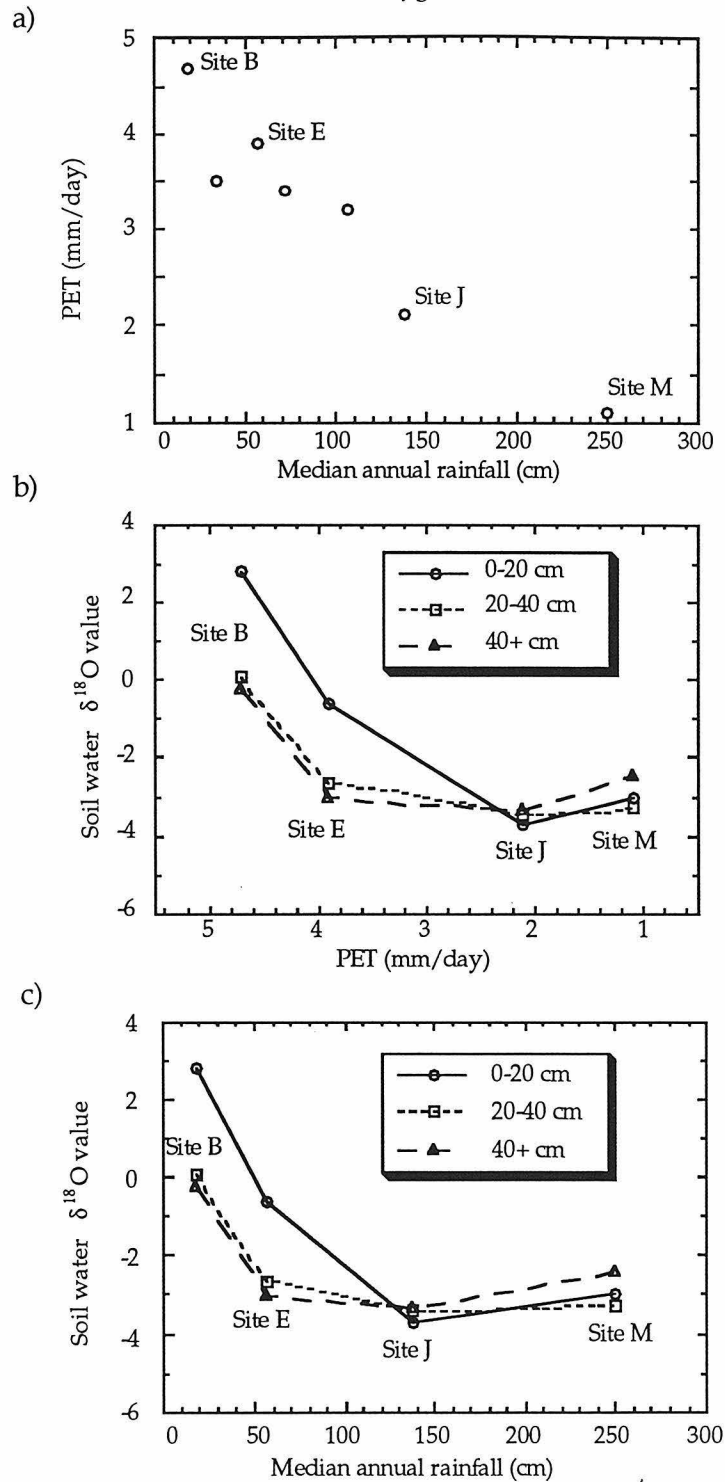 a)
5
4
3
2
1
PET (mm/day)
Site B
Site E
Site J
Site M
0 50 100 150 200 250 300
Median annual rainfall (cm)
b)
4
2
0
-2
-4
-6
Soil water δ¹⁸O value
0-20 cm
20-40 cm
40+ cm
Site B
Site E
Site J
Site M
5 4 3 2 1
PET (mm/day)
c)
4
2
0
-2
-4
-6
Soil water δ¹⁸O value
0-20 cm
20-40 cm
40+ cm
Site B
Site E
Site J
Site M
0 50 100 150 200 250 300
Median annual rainfall (cm)